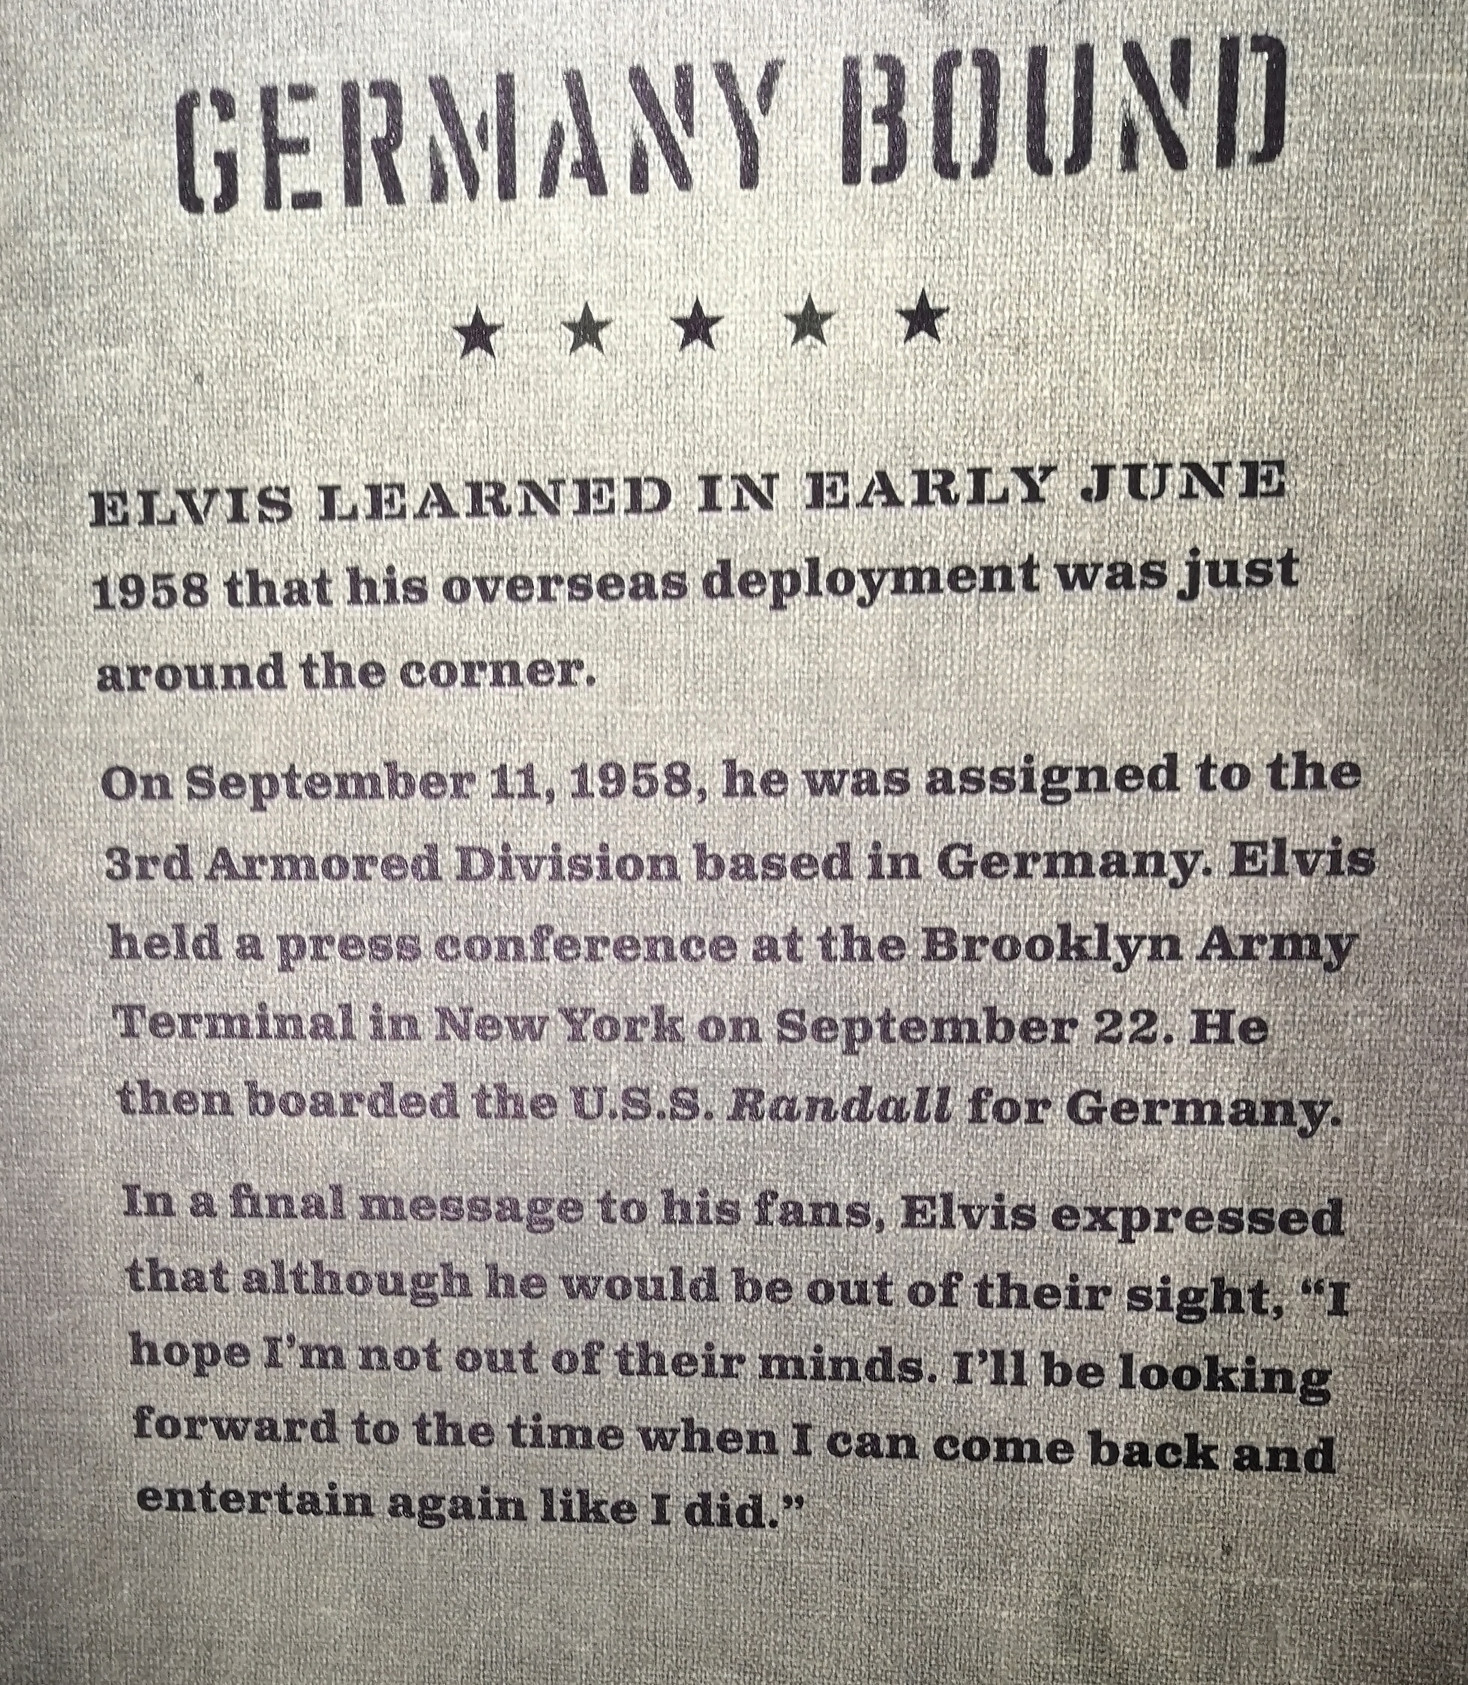 GERMANY BOUND
ELVIS LEARNED IN EARLY JUNE
1958 that his overseas deployment was just
around the corner.
On September 11, 1958, he was assigned to the
3rd Armored Division based in Germany. Elvis
held a press conference at the Brooklyn Army
Terminal in New York on September 22. He
then boarded the U.S.S. Randall for Germany.
In a final message to his fans, Elvis expressed
that although he would be out of their sight, “I
hope I’m not out of their minds. I’ll be looking
forward to the time when I can come back and
entertain again like I did.”